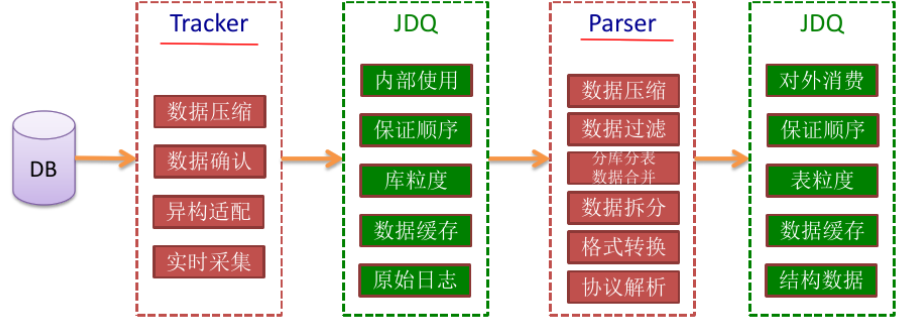 DB
Tracker
数据压缩
数据确认
异构适配
实时采集
JDQ
内部使用
保证顺序
库粒度
数据缓存
原始日志
Parser
数据压缩
数据过滤
分库分表
数据合并
数据拆分
格式转换
协议解析
JDQ
对外消费
保证顺序
表粒度
数据缓存
结构数据